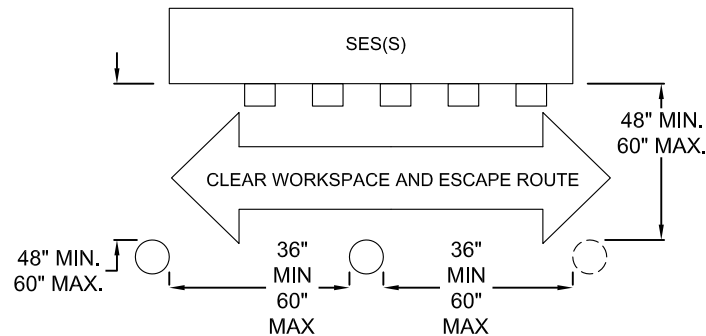 SES(S)
48" MIN.
60" MAX.
CLEAR WORKSPACE AND ESCAPE ROUTE
48" MIN.
60" MAX.
36"
MIN
60"
MAX
36"
MIN
60"
MAX